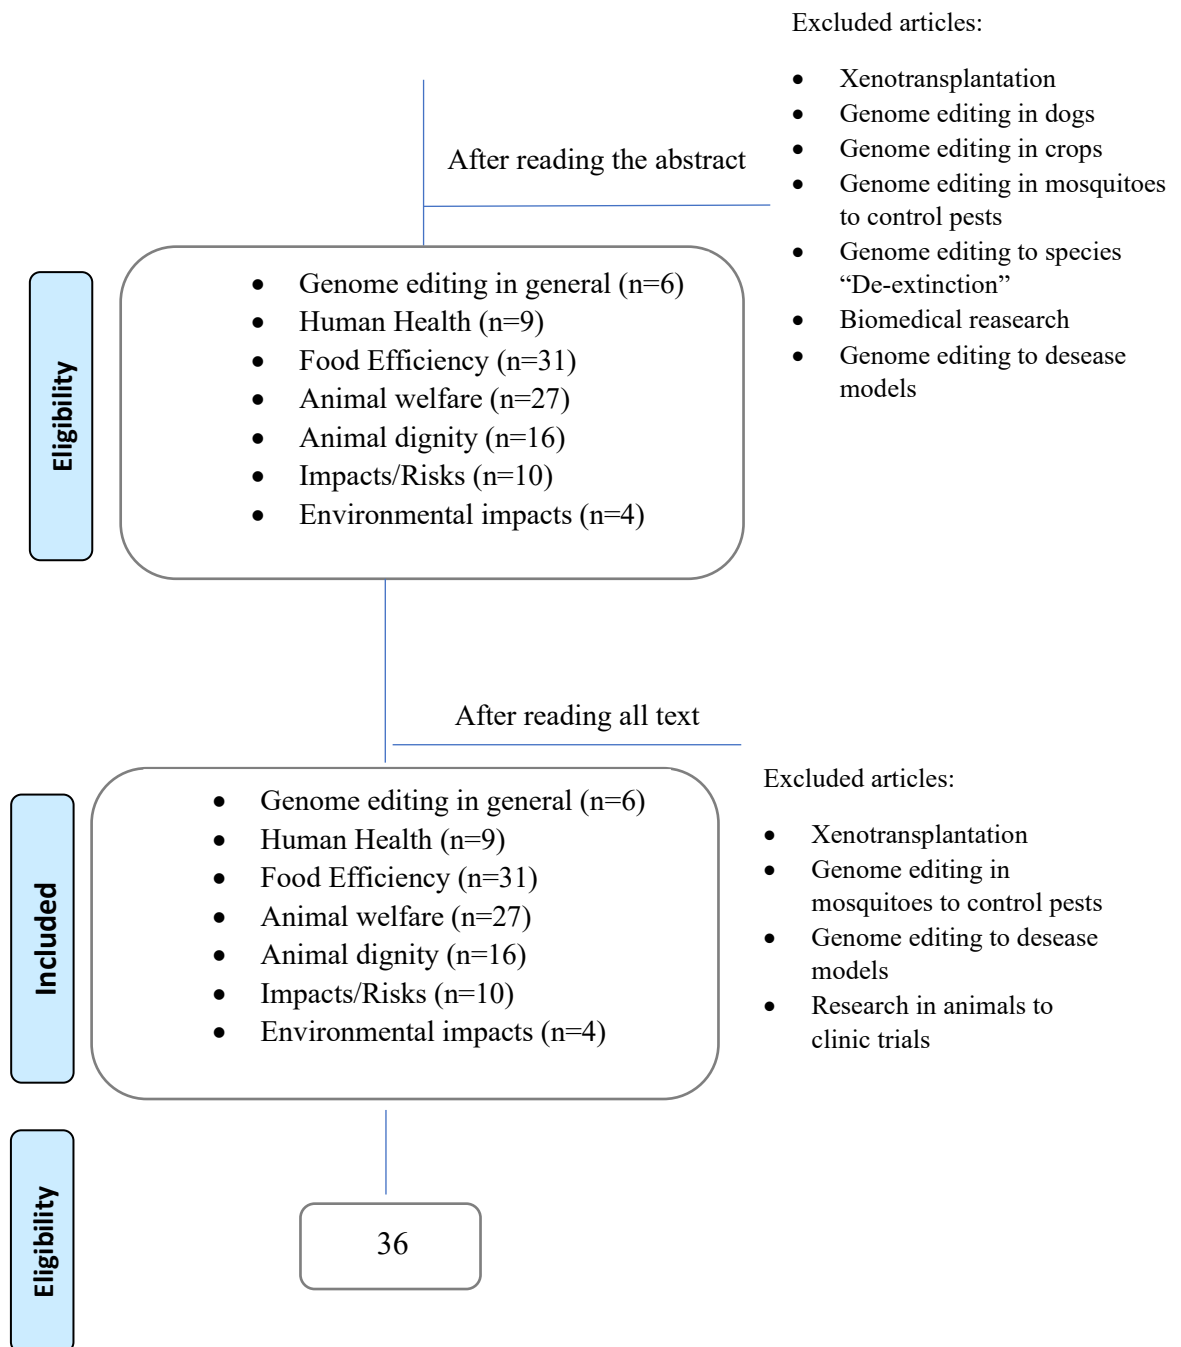 Excluded articles:
• Xenotransplantation
• Genome editing in dogs
• Genome editing in crops
• Genome editing in mosquitoes
to control pests
• Genome editing to species
“De-extinction”
• Biomedical reasearch
• Genome editing to desease
models
After reading the abstract
Eligibility
• Genome editing in general (n=6)
• Human Health (n=9)
• Food Efficiency (n=31)
• Animal welfare (n=27)
• Animal dignity (n=16)
• Impacts/Risks (n=10)
• Environmental impacts (n=4)
After reading all text
Excluded articles:
• Xenotransplantation
• Genome editing in
mosquitoes to control pests
• Genome editing to desease
models
• Research in animals to
clinic trials
Included
• Genome editing in general (n=6)
• Human Health (n=9)
• Food Efficiency (n=31)
• Animal welfare (n=27)
• Animal dignity (n=16)
• Impacts/Risks (n=10)
• Environmental impacts (n=4)
Eligibility
36